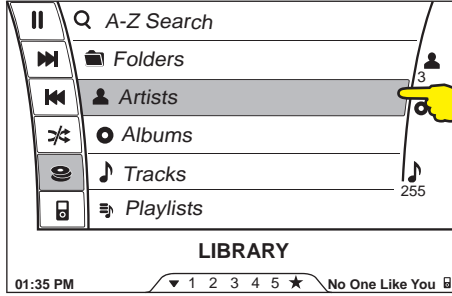 A-Z Search
Folders
3
Artists
Albums
Tracks
255
Playlists
LIBRARY
01:35 PM
1 2 3 4 5
No One Like You